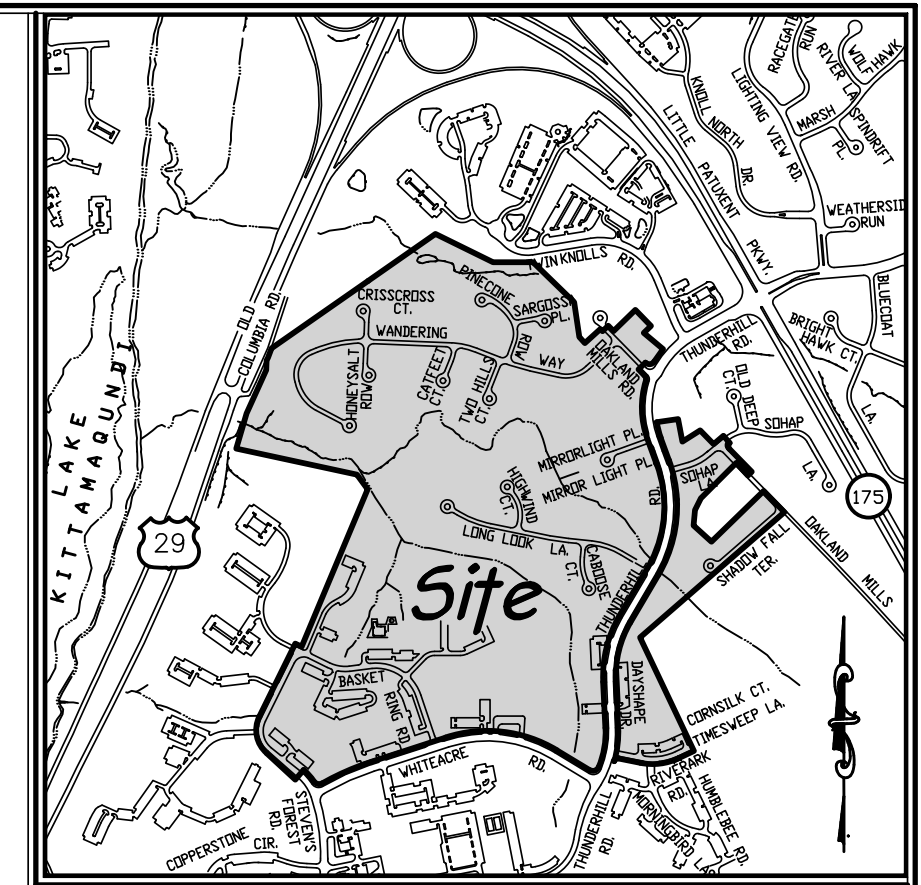 RACEGATE
RUN
RIVER LA.
WOLF HAWK
KNOLL NORTH
DR.
LIGHTING VIEW RD.
MARSH
PL.
SPINDRIFT
LITTLE
PATUXENT
PKWY.
WEATHERSID
RUN
BLUECOAT
LA.
BRIGHT
HAWK CT.
WIN KNOLLS RD.
THUNDERHILL
RD.
OLD
COLUMBIA RD.
CRISSCROSS
CT.
PINECONE
ROW
SARGOSS
PL.
WANDERING
WAY
OAKLAND
MILLS RD.
HONEYSALT
ROW
CATFEET
CT.
TWO HILLS
CT.
OLD DEEP
CT.
SOHAP
LA.
MIRRORLIGHT PL.
MIRROR LIGHT PL.
RD.
SOHAP
LA.
175
LAKE
KITTAMAQUNDI
29
HIGHWIND
CT.
LONG LOOK LA.
CABOOSE
CT.
THUNDERHILL
SHADOW FALL
TER.
OAKLAND
MILLS
Site
BASKET
RING RD.
DAYSHAPE
DR.
CORNSILK CT.
TIMESWEEP LA.
WHITEACRE
RD.
RIVERARK
RD.
HUMBLEBEE RD.
MORNINGBIRD LA.
THUNDERHILL
RD.
STEVEN'S
FOREST
RD.
COPPERSTONE
CIR.